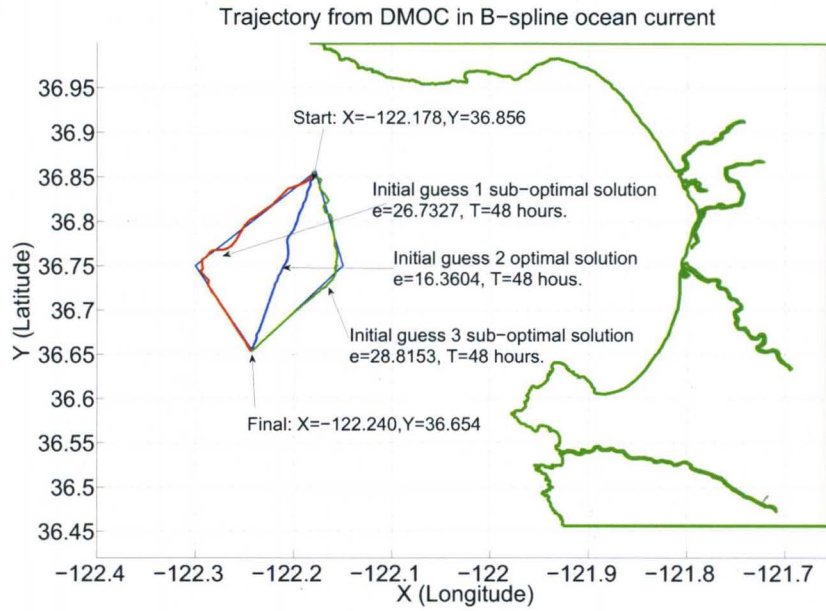 Trajectory from DMOC in B-spline ocean current
36.95
36.9
36.85
36.8
36.75
36.7
36.65
36.6
36.55
36.5
36.45
Y (Latitude)
Start: X=-122.178,Y=36.856
Initial guess 1 sub-optimal solution
e=26.7327, T=48 hours.
Initial guess 2 optimal solution
e=16.3604, T=48 hous.
Initial guess 3 sub-optimal solution
e=28.8153, T=48 hours.
Final: X=-122.240,Y=36.654
-122.4 -122.3 -122.2 -122.1 -122 -121.9 -121.8 -121.7
X (Longitude)